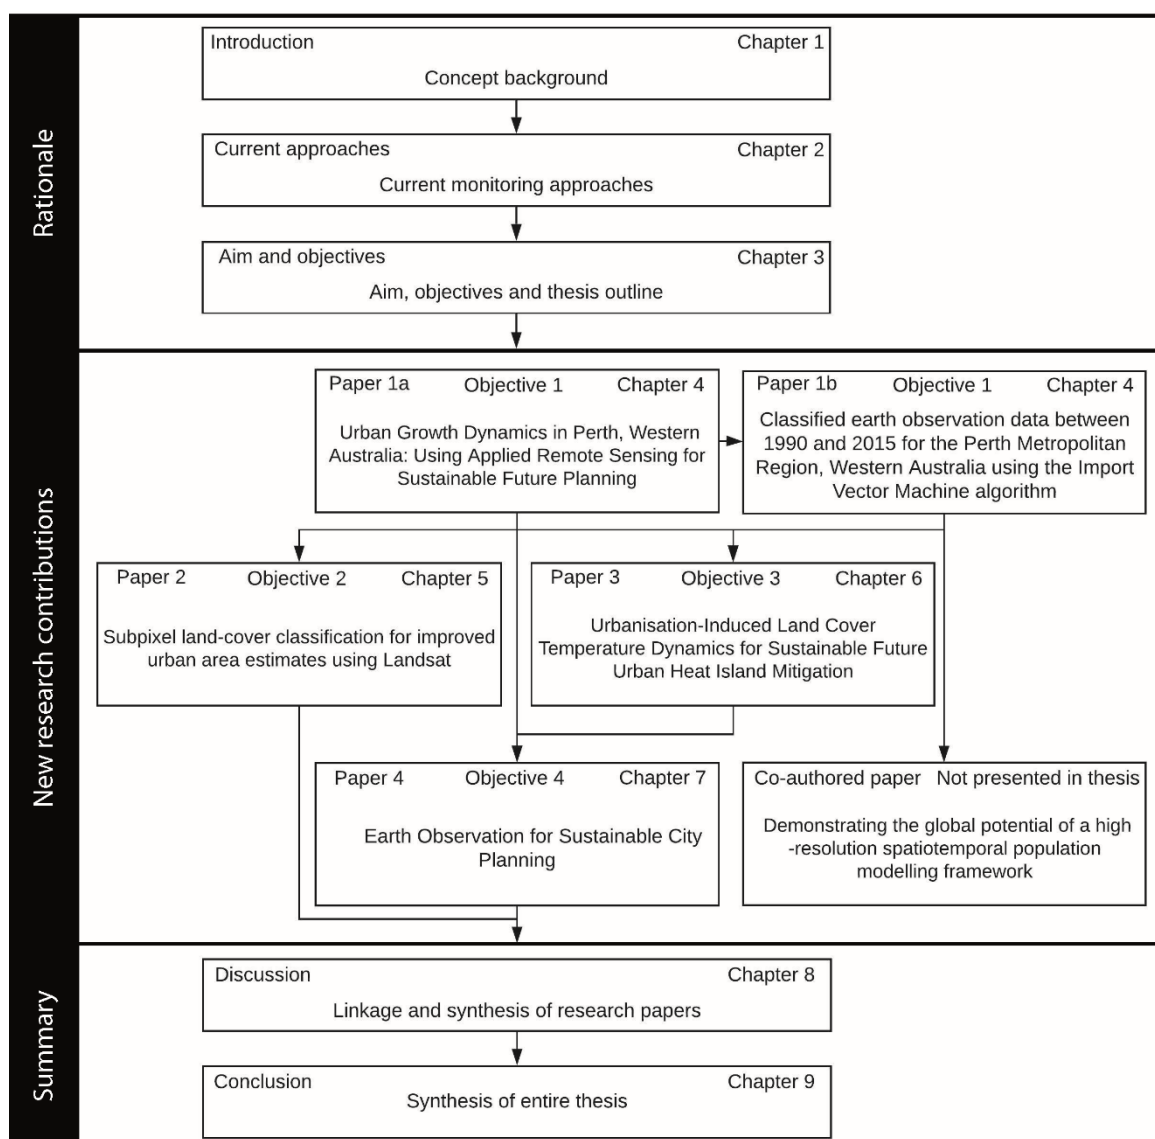 Rationale
Introduction Chapter 1
Concept background
Current approaches Chapter 2
Current monitoring approaches
Aim and objectives Chapter 3
Aim, objectives and thesis outline
New research contributions
Paper 1a Objective 1 Chapter 4
Urban Growth Dynamics in Perth, Western
Australia: Using Applied Remote Sensing for
Sustainable Future Planning
Paper 1b Objective 1 Chapter 4
Classified earth observation data between
1990 and 2015 for the Perth Metropolitan
Region, Western Australia using the Import
Vector Machine algorithm
Paper 2 Objective 2 Chapter 5
Subpixel land-cover classification for improved
urban area estimates using Landsat
Paper 3 Objective 3 Chapter 6
Urbanisation-Induced Land Cover
Temperature Dynamics for Sustainable Future
Urban Heat Island Mitigation
Paper 4 Objective 4 Chapter 7
Earth Observation for Sustainable City
Planning
Co-authored paper Not presented in thesis
Demonstrating the global potential of a high
-resolution spatiotemporal population
modelling framework
Summary
Discussion Chapter 8
Linkage and synthesis of research papers
Conclusion Chapter 9
Synthesis of entire thesis